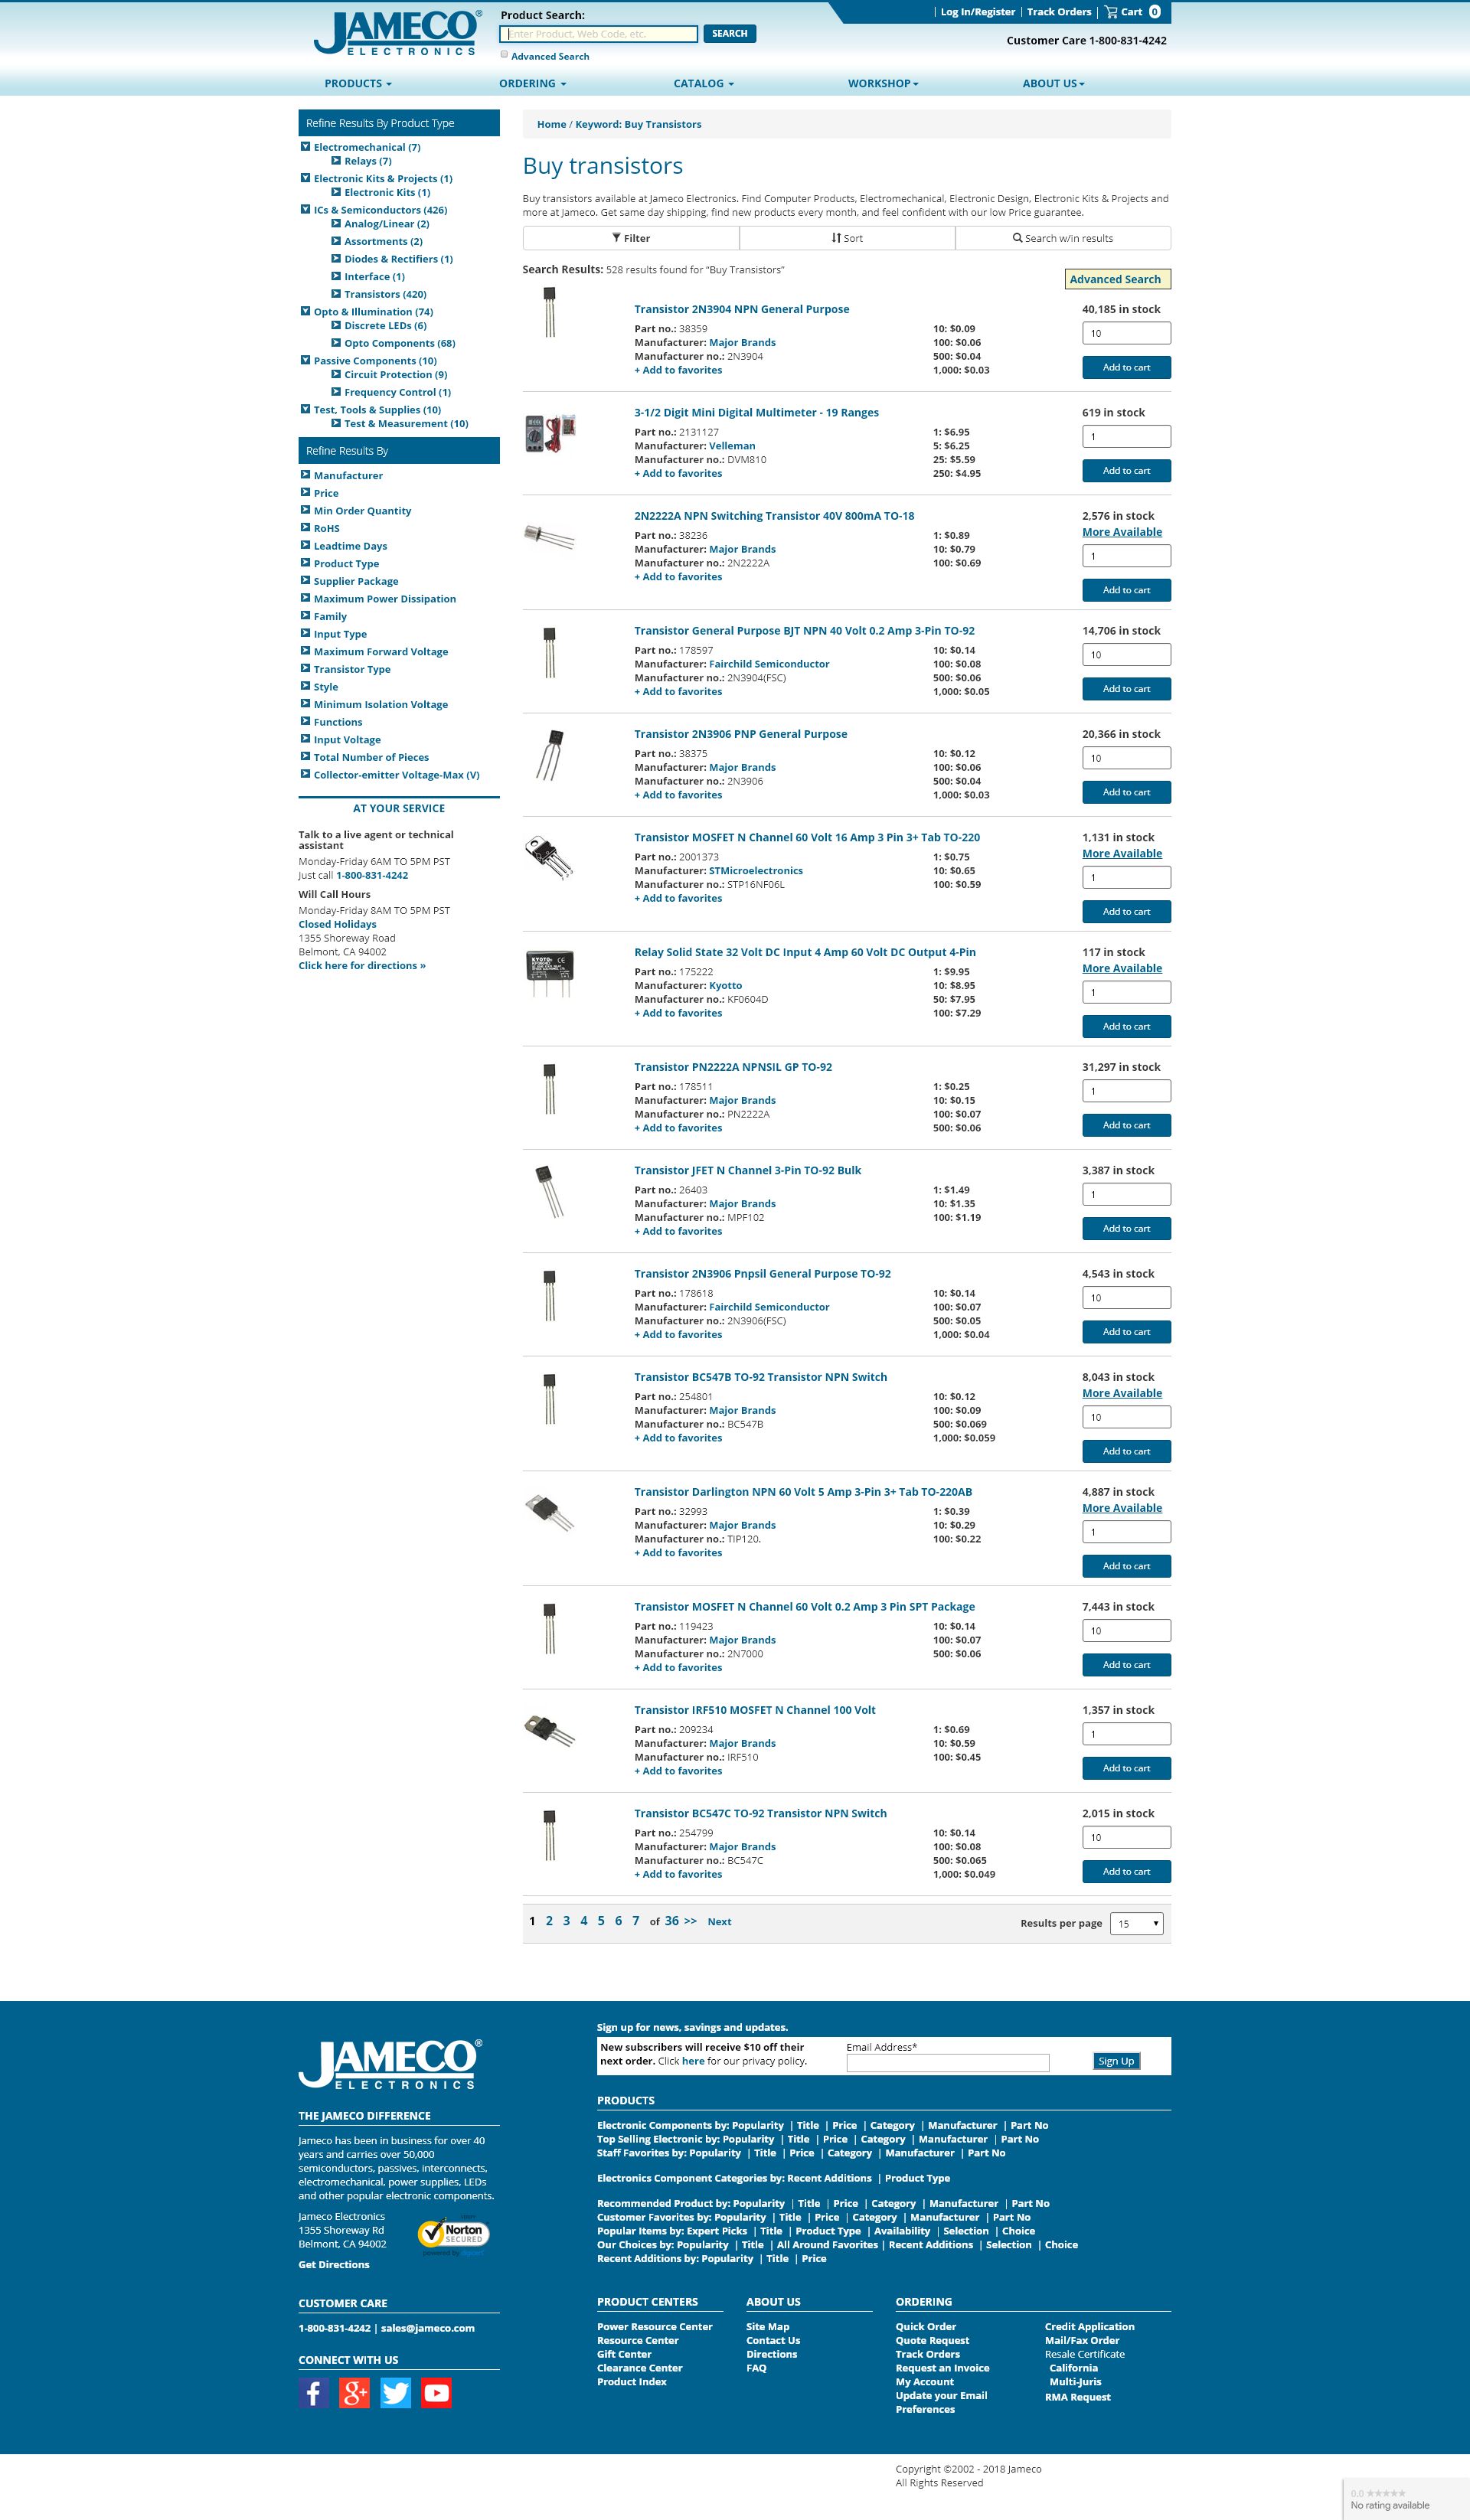 JAMECO®
ELECTRONICS
Product Search:
Enter Product, Web Code, etc.
SEARCH
Advanced Search
| Log In/Register | Track Orders | Cart 0
Customer Care 1-800-831-4242
PRODUCTS
ORDERING
CATALOG
WORKSHOP
ABOUT US
Refine Results By Product Type
Electromechanical (7)
Relays (7)
Electronic Kits & Projects (1)
Electronic Kits (1)
ICs & Semiconductors (426)
Analog/Linear (2)
Assortments (2)
Diodes & Rectifiers (1)
Interface (1)
Transistors (420)
Opto & Illumination (74)
Discrete LEDs (6)
Opto Components (68)
Passive Components (10)
Circuit Protection (9)
Frequency Control (1)
Test, Tools & Supplies (10)
Test & Measurement (10)
Refine Results By
Manufacturer
Price
Min Order Quantity
RoHS
Leadtime Days
Product Type
Supplier Package
Maximum Power Dissipation
Family
Input Type
Maximum Forward Voltage
Transistor Type
Style
Minimum Isolation Voltage
Functions
Input Voltage
Total Number of Pieces
Collector-emitter Voltage-Max (V)
AT YOUR SERVICE
Talk to a live agent or technical
assistant
Monday-Friday 6AM TO 5PM PST
Just call 1-800-831-4242
Will Call Hours
Monday-Friday 8AM TO 5PM PST
Closed Holidays
1355 Shoreway Road
Belmont, CA 94002
Click here for directions »
Home / Keyword: Buy Transistors
Buy transistors
Buy transistors available at Jameco Electronics. Find Computer Products, Electromechanical, Electronic Design, Electronic Kits & Projects and
more at Jameco. Get same day shipping, find new products every month, and feel confident with our low Price guarantee.
Filter
Sort
Search w/in results
Search Results: 528 results found for "Buy Transistors"
Advanced Search
Transistor 2N3904 NPN General Purpose
Part no.: 38359
Manufacturer: Major Brands
Manufacturer no.: 2N3904
+ Add to favorites
10: $0.09
100: $0.06
500: $0.04
1,000: $0.03
40,185 in stock
10
Add to cart
3-1/2 Digit Mini Digital Multimeter - 19 Ranges
Part no.: 2131127
Manufacturer: Velleman
Manufacturer no.: DVM810
+ Add to favorites
1: $6.95
5: $6.25
25: $5.59
250: $4.95
619 in stock
1
Add to cart
2N2222A NPN Switching Transistor 40V 800mA TO-18
Part no.: 38236
Manufacturer: Major Brands
Manufacturer no.: 2N2222A
+ Add to favorites
1: $0.89
10: $0.79
100: $0.69
2,576 in stock
More Available
1
Add to cart
Transistor General Purpose BJT NPN 40 Volt 0.2 Amp 3-Pin TO-92
Part no.: 178597
Manufacturer: Fairchild Semiconductor
Manufacturer no.: 2N3904(FSC)
+ Add to favorites
10: $0.14
100: $0.08
500: $0.06
1,000: $0.05
14,706 in stock
10
Add to cart
Transistor 2N3906 PNP General Purpose
Part no.: 38375
Manufacturer: Major Brands
Manufacturer no.: 2N3906
+ Add to favorites
10: $0.12
100: $0.06
500: $0.04
1,000: $0.03
20,366 in stock
10
Add to cart
Transistor MOSFET N Channel 60 Volt 16 Amp 3 Pin 3+ Tab TO-220
Part no.: 2001373
Manufacturer: STMicroelectronics
Manufacturer no.: STP16NF06L
+ Add to favorites
1: $0.75
10: $0.65
100: $0.59
1,131 in stock
More Available
1
Add to cart
KYOTO
Relay Solid State 32 Volt DC Input 4 Amp 60 Volt DC Output 4-Pin
Part no.: 175222
Manufacturer: Kyotto
Manufacturer no.: KF0604D
+ Add to favorites
1: $9.95
10: $8.95
50: $7.95
100: $7.29
117 in stock
More Available
1
Add to cart
Transistor PN2222A NPNSIL GP TO-92
Part no.: 178511
Manufacturer: Major Brands
Manufacturer no.: PN2222A
+ Add to favorites
1: $0.25
10: $0.15
100: $0.07
500: $0.06
31,297 in stock
1
Add to cart
Transistor JFET N Channel 3-Pin TO-92 Bulk
Part no.: 26403
Manufacturer: Major Brands
Manufacturer no.: MPF102
+ Add to favorites
1: $1.49
10: $1.35
100: $1.19
3,387 in stock
1
Add to cart
Transistor 2N3906 Pnpsil General Purpose TO-92
Part no.: 178618
Manufacturer: Fairchild Semiconductor
Manufacturer no.: 2N3906(FSC)
+ Add to favorites
10: $0.14
100: $0.07
500: $0.05
1,000: $0.04
4,543 in stock
10
Add to cart
Transistor BC547B TO-92 Transistor NPN Switch
Part no.: 254801
Manufacturer: Major Brands
Manufacturer no.: BC547B
+ Add to favorites
10: $0.12
100: $0.09
500: $0.069
1,000: $0.059
8,043 in stock
More Available
10
Add to cart
Transistor Darlington NPN 60 Volt 5 Amp 3-Pin 3+ Tab TO-220AB
Part no.: 32993
Manufacturer: Major Brands
Manufacturer no.: TIP120.
+ Add to favorites
1: $0.39
10: $0.29
100: $0.22
4,887 in stock
More Available
1
Add to cart
Transistor MOSFET N Channel 60 Volt 0.2 Amp 3 Pin SPT Package
Part no.: 119423
Manufacturer: Major Brands
Manufacturer no.: 2N7000
+ Add to favorites
10: $0.14
100: $0.07
500: $0.06
7,443 in stock
10
Add to cart
Transistor IRF510 MOSFET N Channel 100 Volt
Part no.: 209234
Manufacturer: Major Brands
Manufacturer no.: IRF510
+ Add to favorites
1: $0.69
10: $0.59
100: $0.45
1,357 in stock
1
Add to cart
Transistor BC547C TO-92 Transistor NPN Switch
Part no.: 254799
Manufacturer: Major Brands
Manufacturer no.: BC547C
+ Add to favorites
10: $0.14
100: $0.08
500: $0.065
1,000: $0.049
2,015 in stock
10
Add to cart
1 2 3 4 5 6 7 of 36 >> Next
Results per page 15
JAMECO®
ELECTRONICS
THE JAMECO DIFFERENCE
Jameco has been in business for over 40
years and carries over 50,000
semiconductors, passives, interconnects,
electromechanical, power supplies, LEDs
and other popular electronic components.
Jameco Electronics
1355 Shoreway Rd
Belmont, CA 94002
Get Directions
Norton
SECURED
CUSTOMER CARE
1-800-831-4242 | sales@jameco.com
CONNECT WITH US
Sign up for news, savings and updates.
New subscribers will receive $10 off their
next order. Click here for our privacy policy.
Email Address*
Sign Up
PRODUCTS
Electronic Components by: Popularity | Title | Price | Category | Manufacturer | Part No
Top Selling Electronic by: Popularity | Title | Price | Category | Manufacturer | Part No
Staff Favorites by: Popularity | Title | Price | Category | Manufacturer | Part No
Electronics Component Categories by: Recent Additions | Product Type
Recommended Product by: Popularity | Title | Price | Category | Manufacturer | Part No
Customer Favorites by: Popularity | Title | Price | Category | Manufacturer | Part No
Popular Items by: Expert Picks | Title | Product Type | Availability | Selection | Choice
Our Choices by: Popularity | Title | All Around Favorites | Recent Additions | Selection | Choice
Recent Additions by: Popularity | Title | Price
PRODUCT CENTERS
Power Resource Center
Resource Center
Gift Center
Clearance Center
Product Index
ABOUT US
Site Map
Contact Us
Directions
FAQ
ORDERING
Quick Order
Quote Request
Track Orders
Request an Invoice
My Account
Update your Email
Preferences
Credit Application
Mail/Fax Order
Resale Certificate
California
Multi-Juris
RMA Request
Copyright ©2002 - 2018 Jameco
All Rights Reserved
0.0 ★★★★★
No rating available